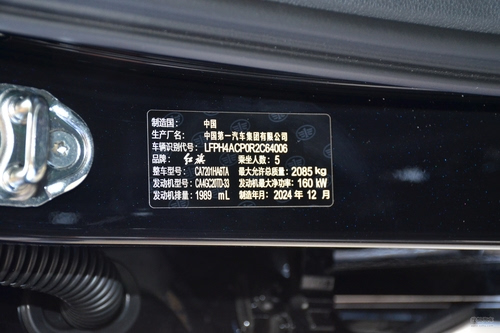 制造国： 中国
生产厂名： 中国第一汽车集团有限公司
车辆识别代号： LFPH4ACP0R2C64006
品牌： 红旗 乘坐人数： 5
整车型号： CA7201HA6TA 最大允许总质量： 2085 kg
发动机型号： CA4GC20TD-33 发动机最大净功率： 160 kW
发动机排量： 1989 mL 制造年月： 2024 年 12 月